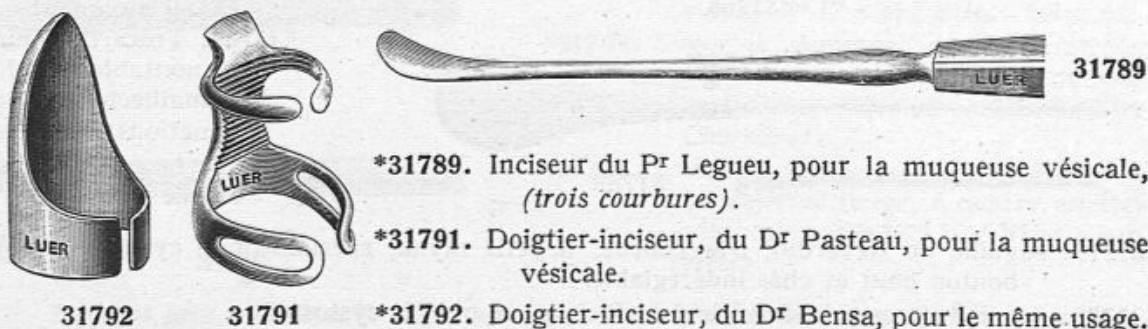 LUER
31789
*31789. Inciseur du Pr Legueu, pour la muqueuse vésicale,
(trois courbures).
LUER
LUER
*31791. Doigtier-inciseur, du Dr Pasteau, pour la muqueuse
vésicale.
31792 31791 *31792. Doigtier-inciseur, du Dr Bensa, pour le même usage